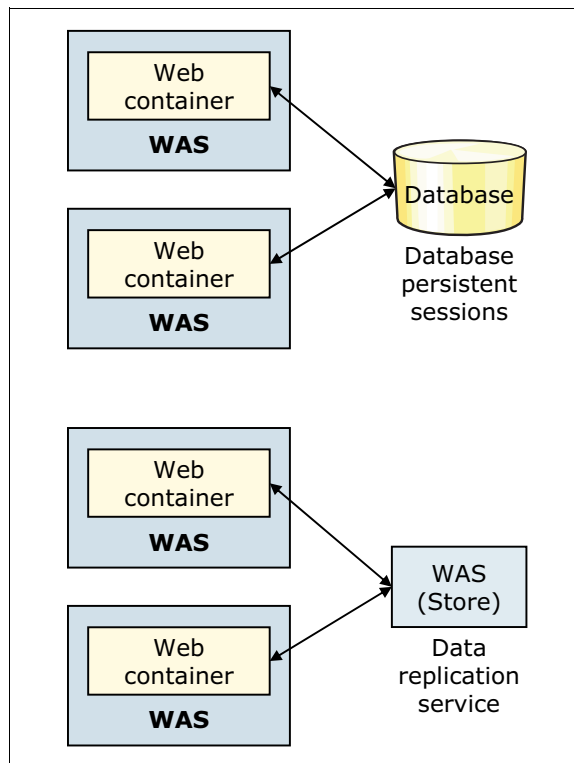 Web
container
WAS
Web
container
WAS
Database
Database
persistent
sessions
Web
container
WAS
Web
container
WAS
WAS
(Store)
Data
replication
service